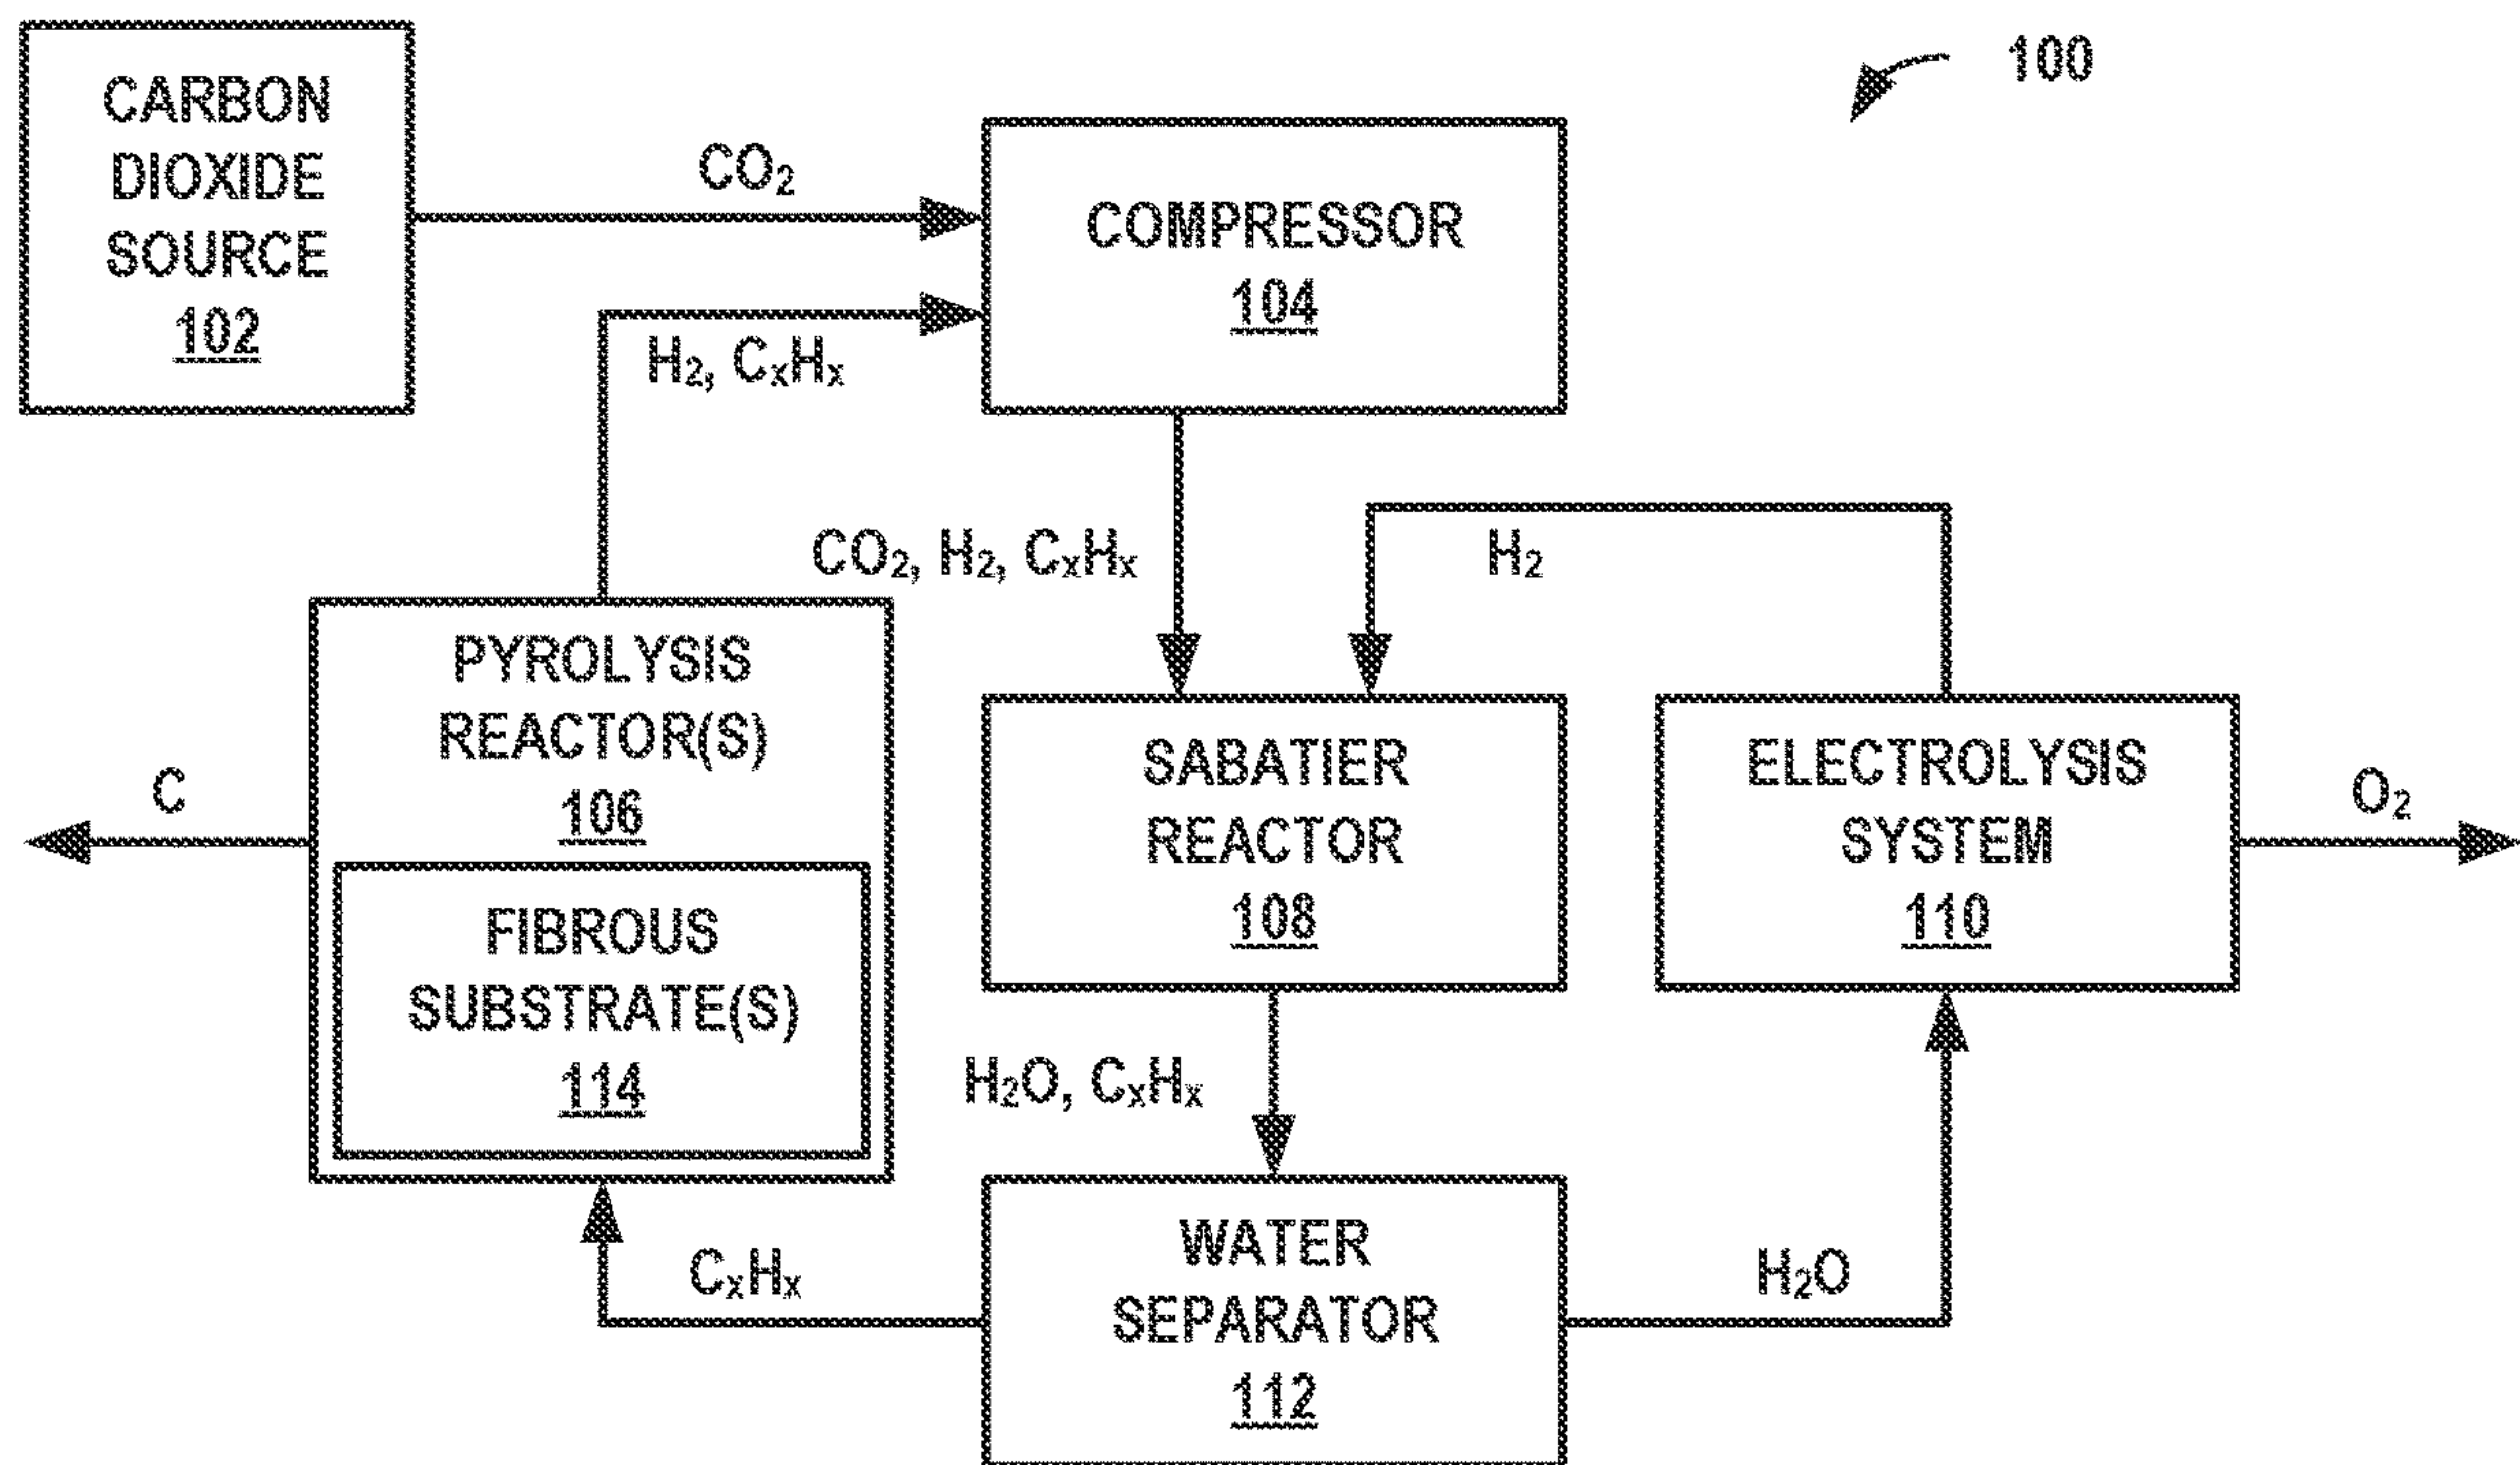 100
CARBON
DIOXIDE
SOURCE
102
CO₂
COMPRESSOR
104
H₂, CₓHₓ
CO₂, H₂, CₓHₓ
H₂
PYROLYSIS
REACTOR(S)
106
C
FIBROUS
SUBSTRATE(S)
114
SABATIER
REACTOR
108
ELECTROLYSIS
SYSTEM
110
O₂
H₂O, CₓHₓ
CₓHₓ
WATER
SEPARATOR
112
H₂O